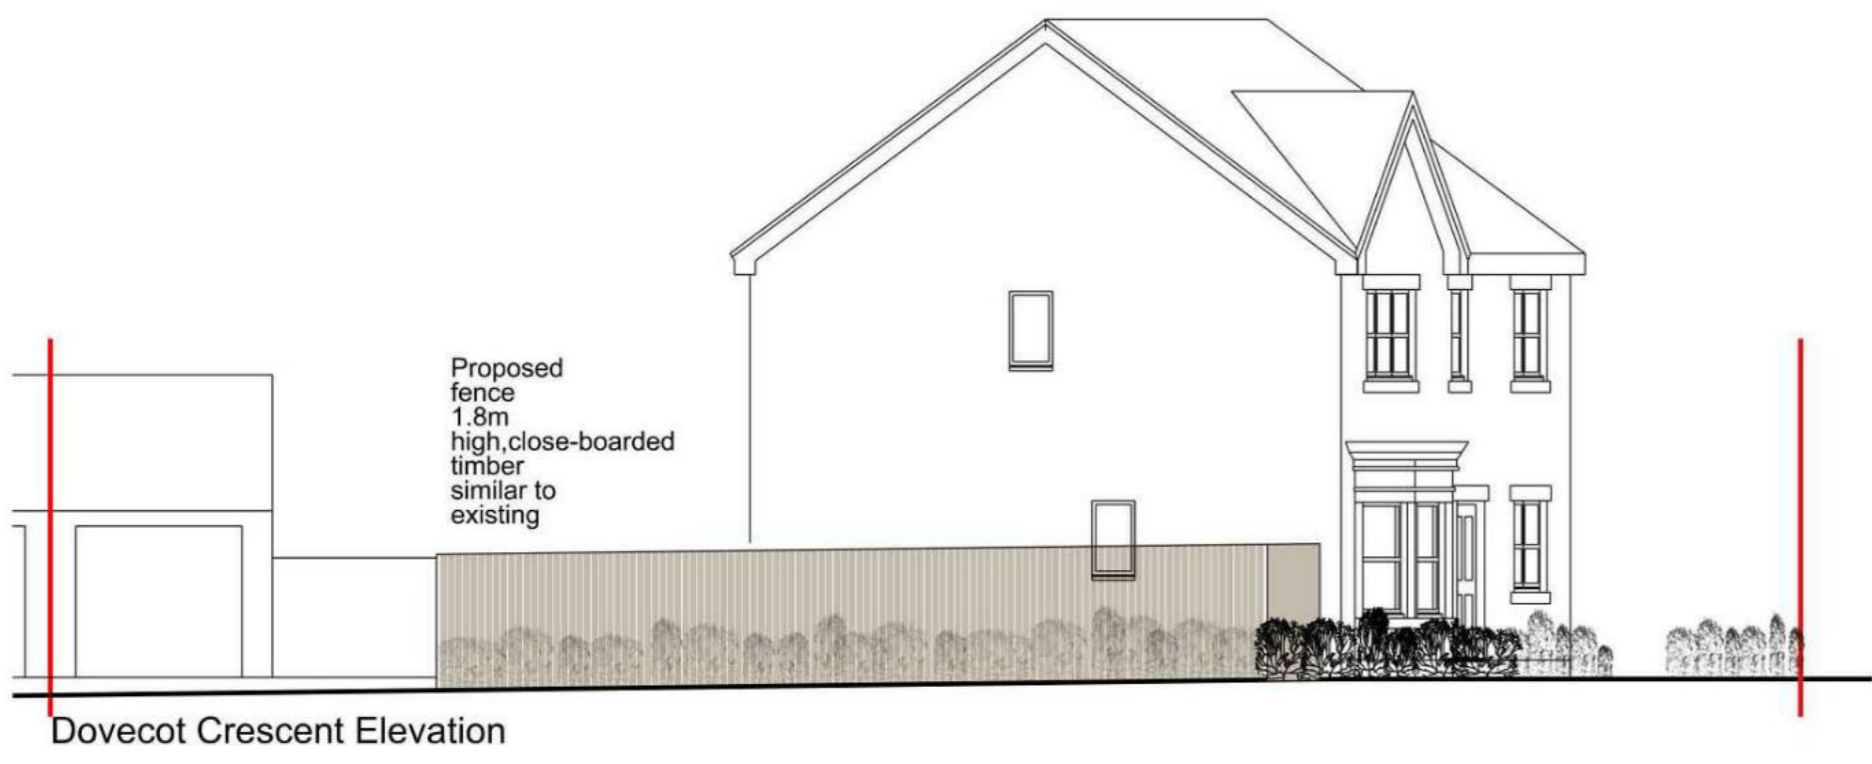 Proposed
fence
1.8m
high,close-boarded
timber
similar to
existing
Dovecot Crescent Elevation